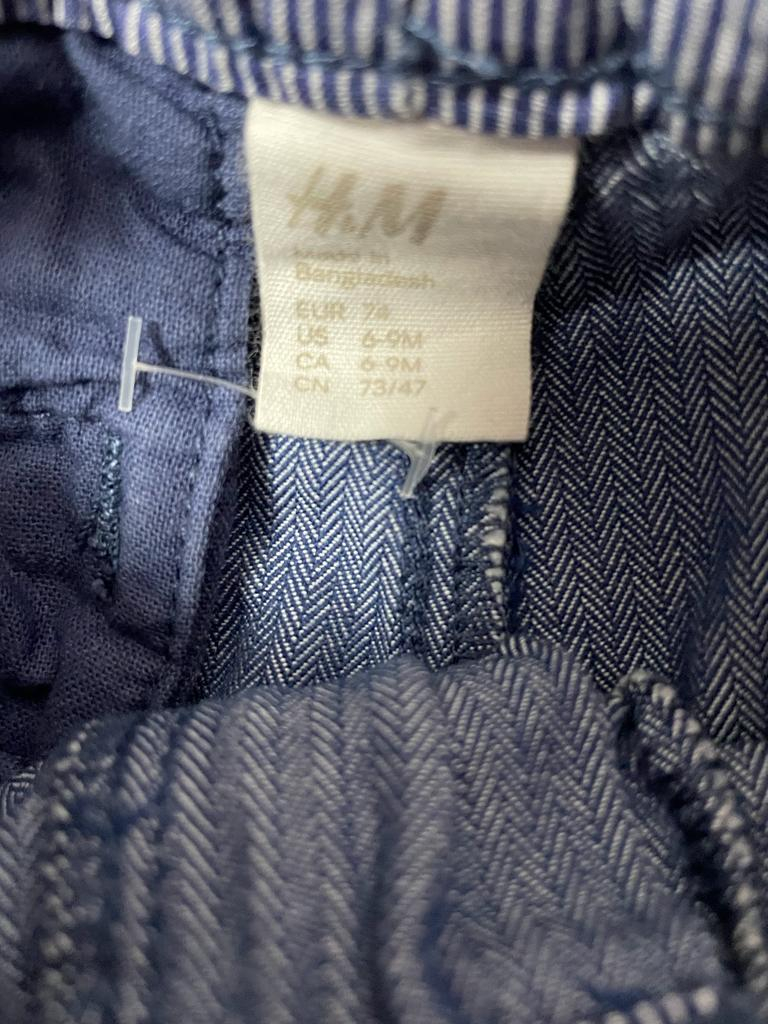 H&M
Made in
Bangladesh
EUR 74
US 6-9M
CA 6-9M
CN 73/47